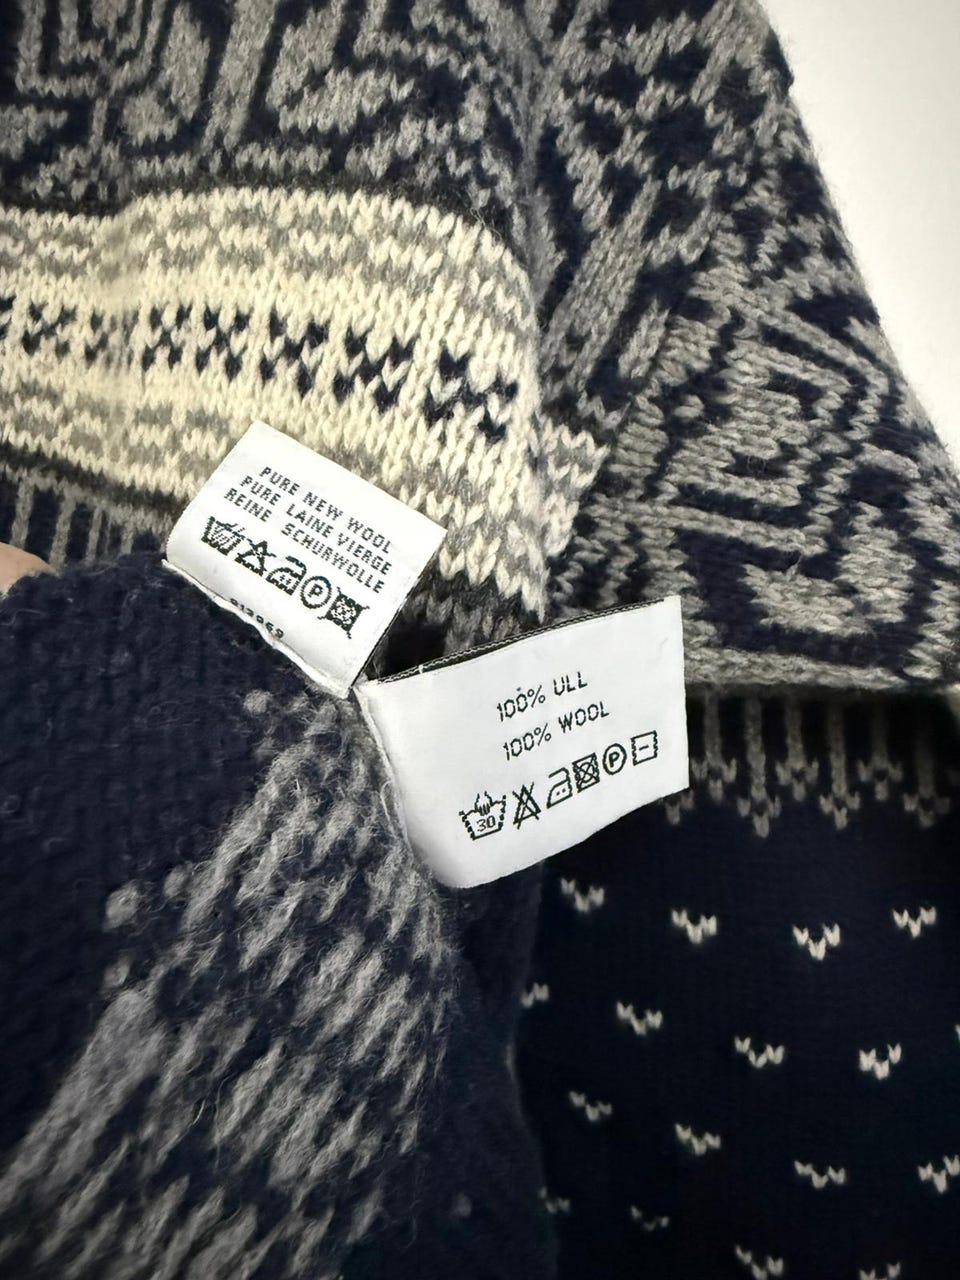 PURE NEW WOOL
PURE LAINE VIERGE
REINE SCHURWOLLE
P
100% ULL
100% WOOL
30 P